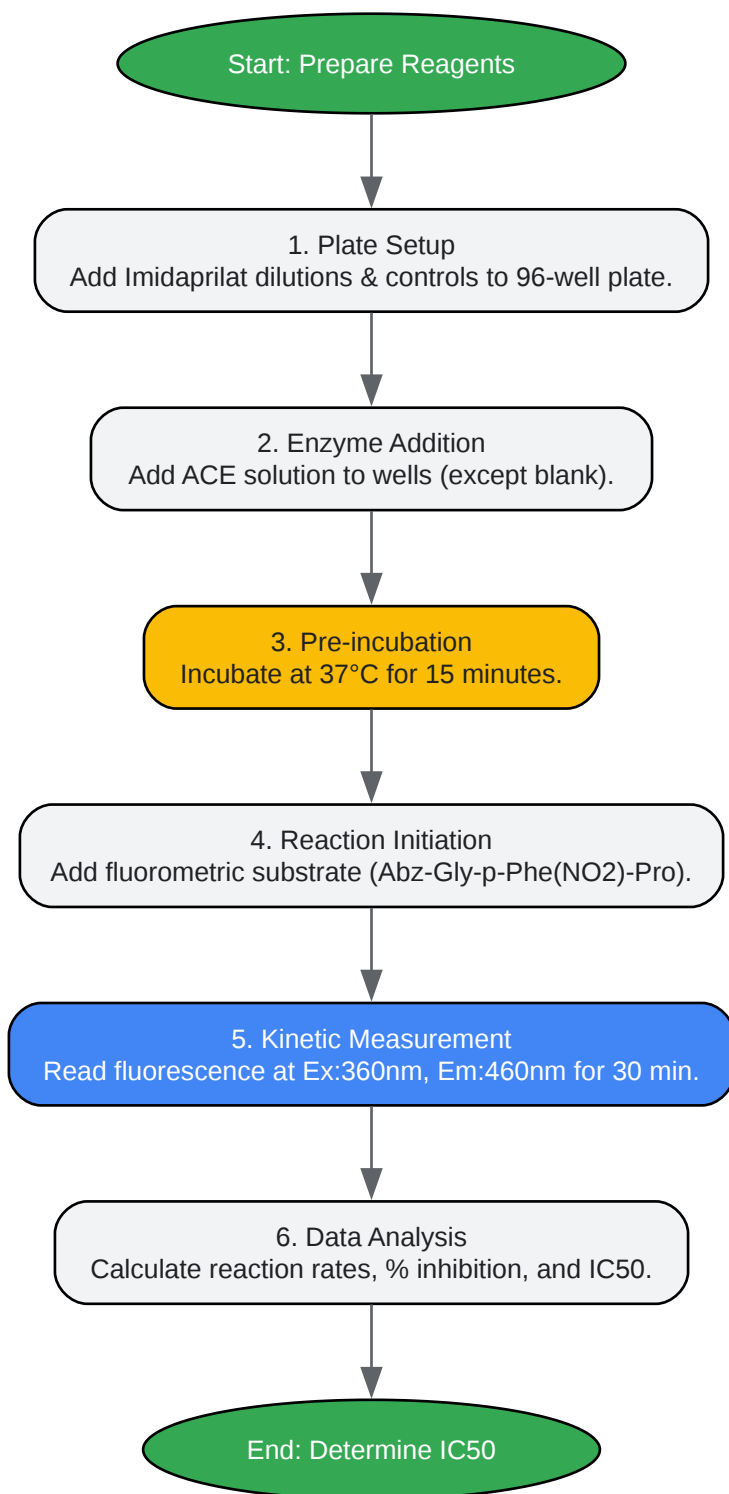 Start: Prepare Reagents
1. Plate Setup
Add Imidaprilat dilutions & controls to 96-well plate.
2. Enzyme Addition
Add ACE solution to wells (except blank).
3. Pre-incubation
Incubate at 37°C for 15 minutes.
4. Reaction Initiation
Add fluorometric substrate (Abz-Gly-p-Phe(NO2)-Pro).
5. Kinetic Measurement
Read fluorescence at Ex:360nm, Em:460nm for 30 min.
6. Data Analysis
Calculate reaction rates, % inhibition, and IC50.
End: Determine IC50